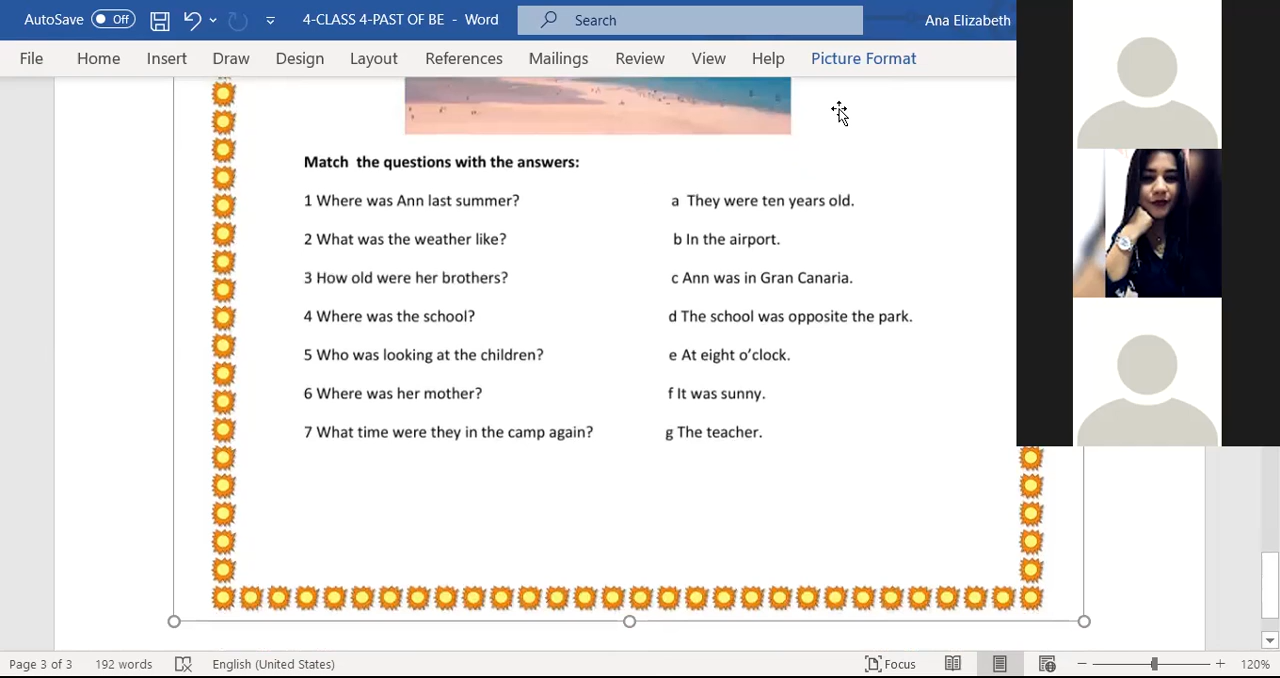 AutoSave Off 4-CLASS 4-PAST OF BE - Word Search Ana Elizabeth
File Home Insert Draw Design Layout References Mailings Review View Help Picture Format
Match the questions with the answers:
1 Where was Ann last summer? a They were ten years old.
2 What was the weather like? b In the airport.
3 How old were her brothers? c Ann was in Gran Canaria.
4 Where was the school? d The school was opposite the park.
5 Who was looking at the children? e At eight o’clock.
6 Where was her mother? f It was sunny.
7 What time were they in the camp again? g The teacher.
Page 3 of 3 192 words English (United States) Focus 120%